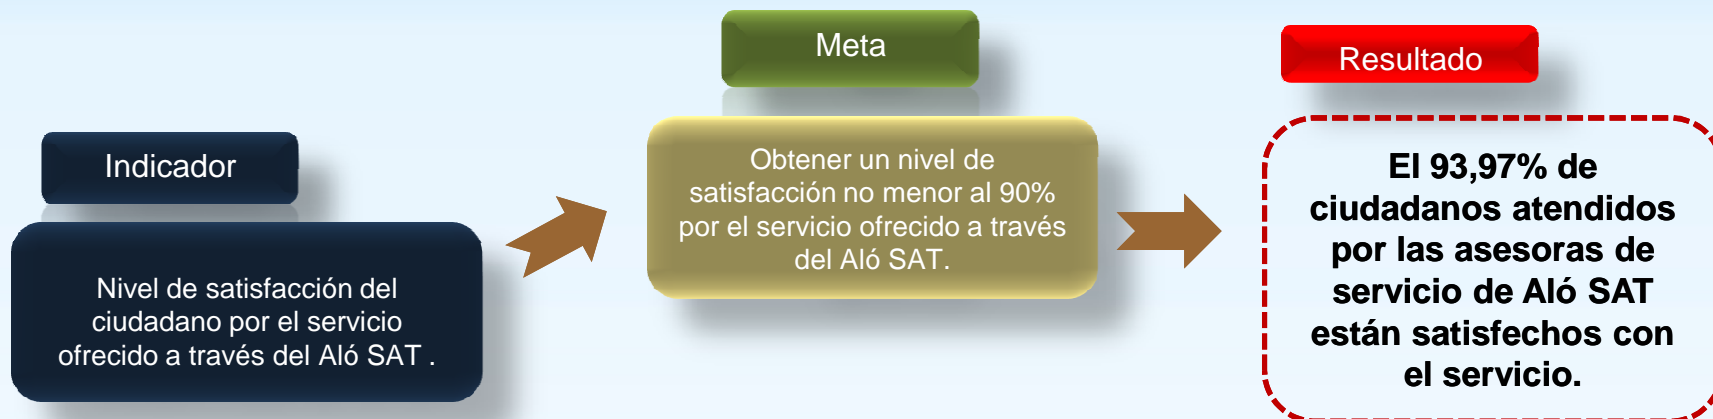 Indicador
Nivel de satisfacción del
ciudadano por el servicio
ofrecido a través del Aló SAT .
Meta
Obtener un nivel de
satisfacción no menor al 90%
por el servicio ofrecido a través
del Aló SAT.
Resultado
El 93,97% de
ciudadanos atendidos
por las asesoras de
servicio de Aló SAT
están satisfechos con
el servicio.